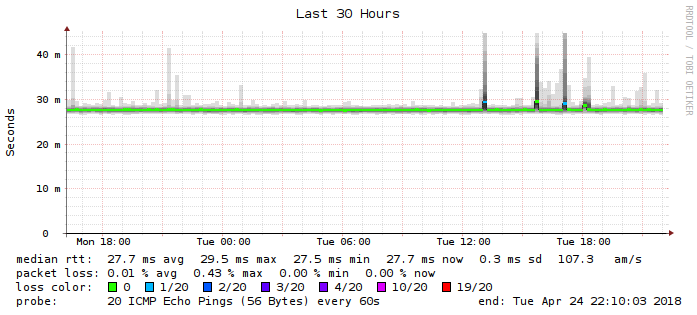 Last 30 Hours
RRDTOOL / TOBI OETIKER
Seconds
40 m
30 m
20 m
10 m
0
Mon 18:00 Tue 00:00 Tue 06:00 Tue 12:00 Tue 18:00
median rtt: 27.7 ms avg 29.5 ms max 27.5 ms min 27.7 ms now 0.3 ms sd 107.3 am/s
packet loss: 0.01 % avg 0.43 % max 0.00 % min 0.00 % now
loss color: 0 1/20 2/20 3/20 4/20 10/20 19/20
probe: 20 ICMP Echo Pings (56 Bytes) every 60s end: Tue Apr 24 22:10:03 2018